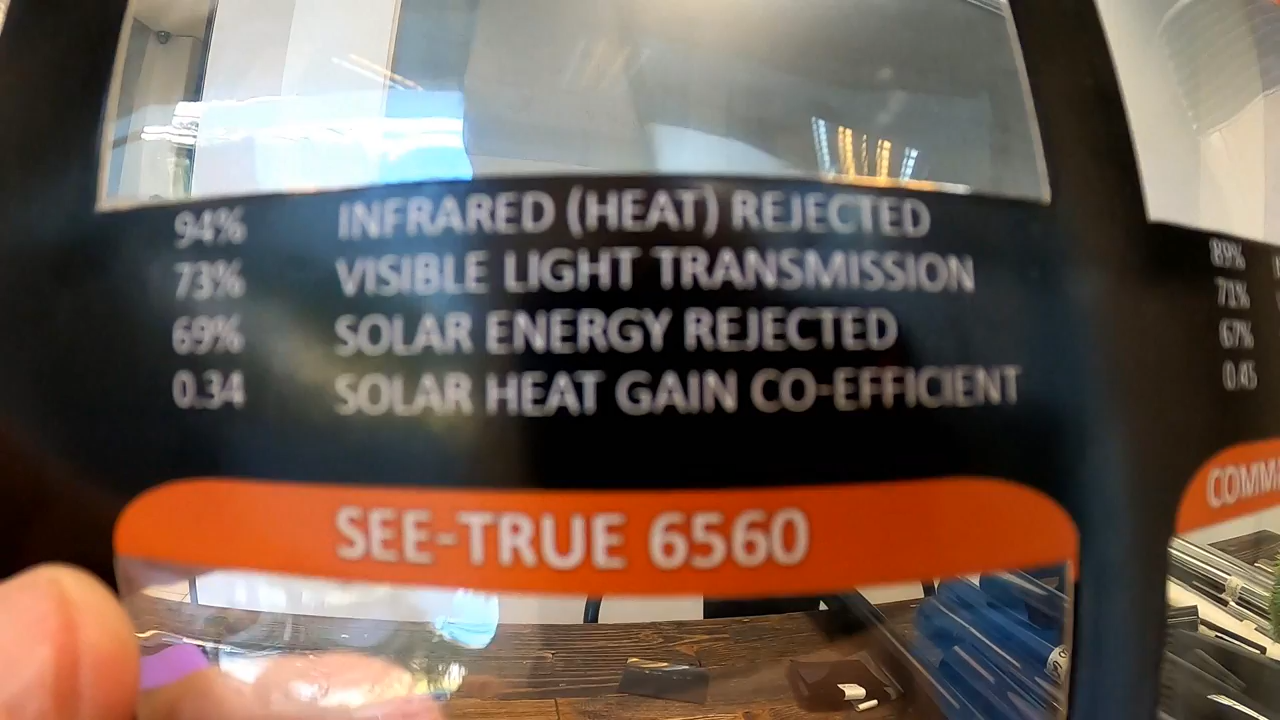 94% INFRARED (HEAT) REJECTED
73% VISIBLE LIGHT TRANSMISSION
69% SOLAR ENERGY REJECTED
0.34 SOLAR HEAT GAIN CO-EFFICIENT
SEE-TRUE 6560
89%
71%
67%
0.45